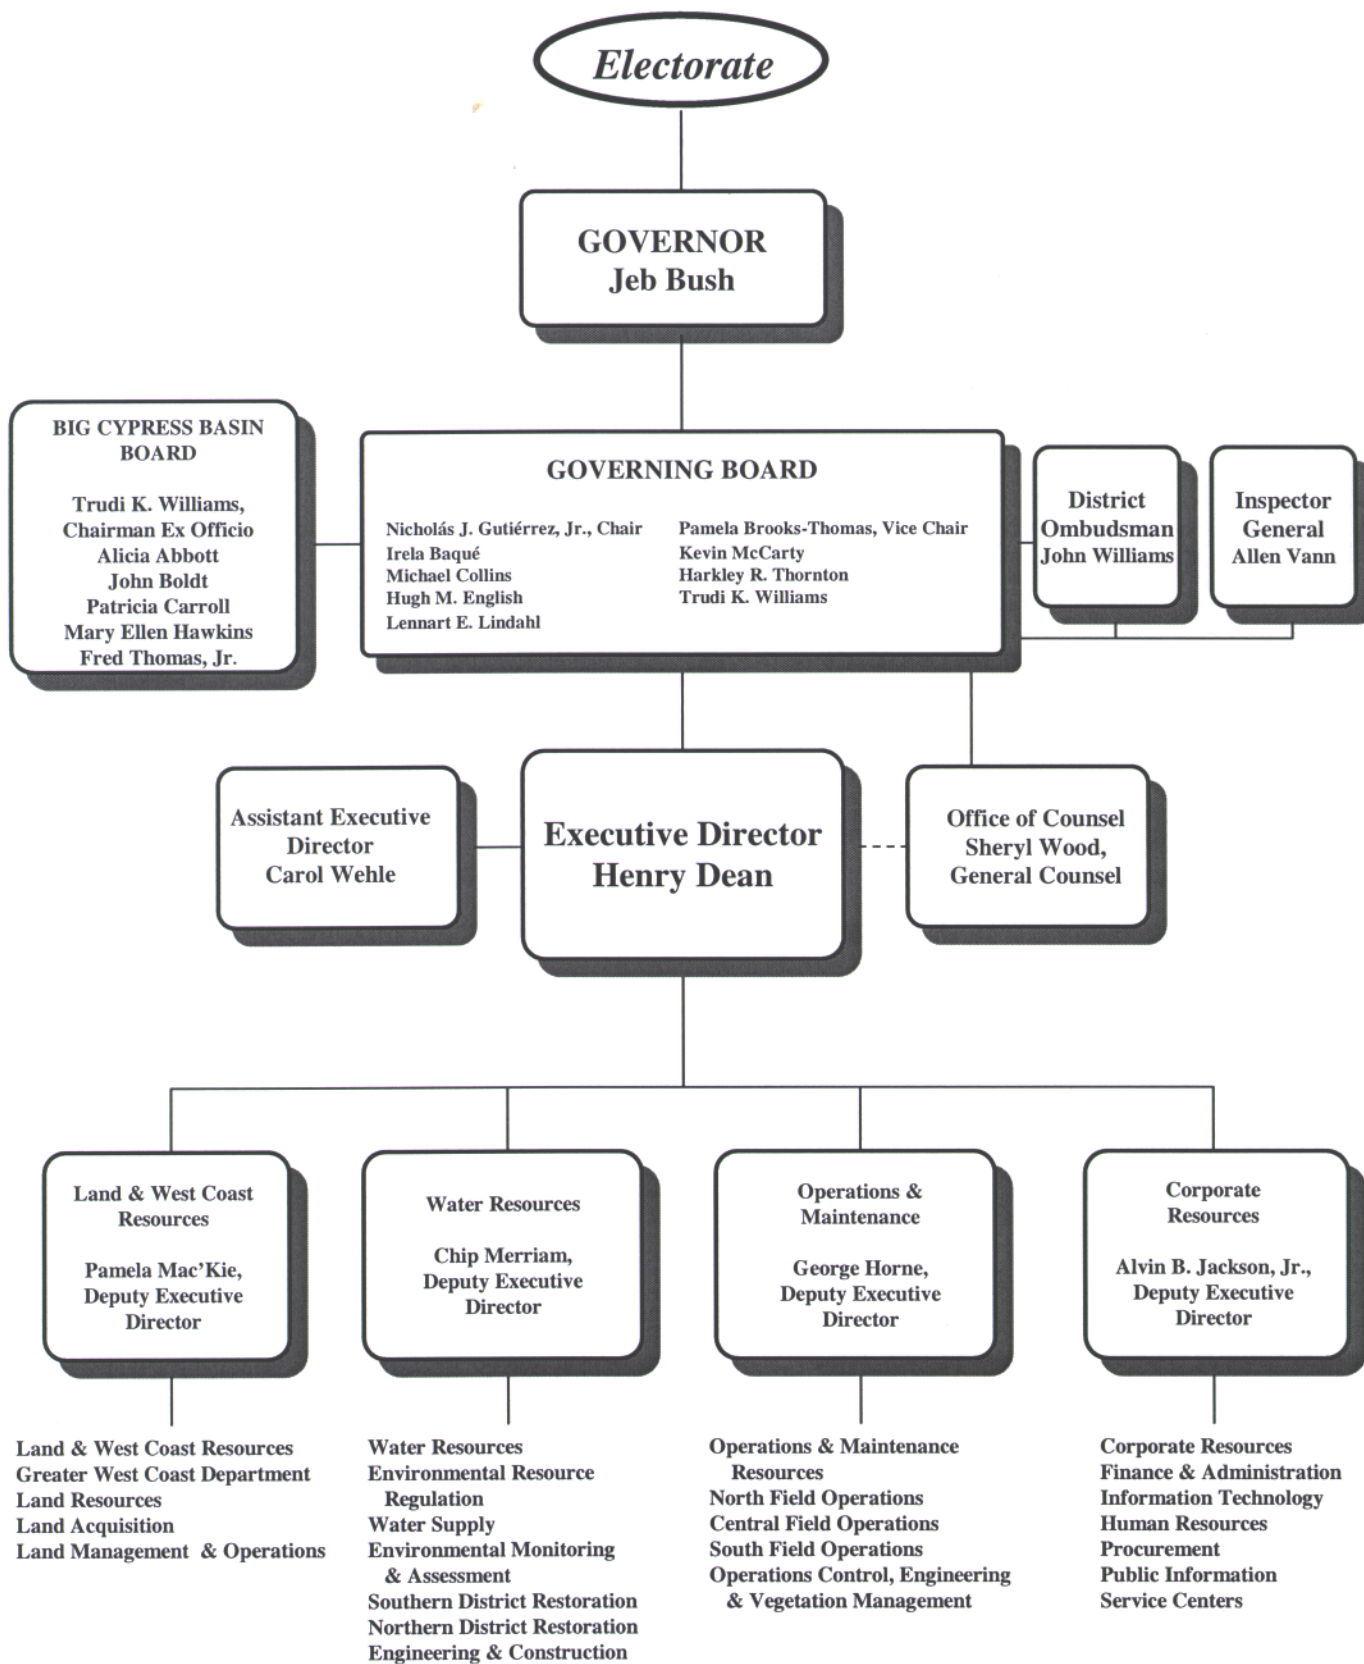 Electorate
GOVERNOR
Jeb Bush
BIG CYPRESS BASIN
BOARD
Trudi K. Williams,
Chairman Ex Officio
Alicia Abbott
John Boldt
Patricia Carroll
Mary Ellen Hawkins
Fred Thomas, Jr.
GOVERNING BOARD
Nicholás J. Gutiérrez, Jr., Chair
Irela Baqué
Michael Collins
Hugh M. English
Lennart E. Lindahl
Pamela Brooks-Thomas, Vice Chair
Kevin McCarty
Harkley R. Thornton
Trudi K. Williams
District
Ombudsman
John Williams
Inspector
General
Allen Vann
Assistant Executive
Director
Carol Wehle
Executive Director
Henry Dean
Office of Counsel
Sheryl Wood,
General Counsel
Land & West Coast
Resources
Pamela Mac'Kie,
Deputy Executive
Director
Water Resources
Chip Merriam,
Deputy Executive
Director
Operations &
Maintenance
George Horne,
Deputy Executive
Director
Corporate
Resources
Alvin B. Jackson, Jr.,
Deputy Executive
Director
Land & West Coast Resources
Greater West Coast Department
Land Resources
Land Acquisition
Land Management & Operations
Water Resources
Environmental Resource
Regulation
Water Supply
Environmental Monitoring
& Assessment
Southern District Restoration
Northern District Restoration
Engineering & Construction
Operations & Maintenance
Resources
North Field Operations
Central Field Operations
South Field Operations
Operations Control, Engineering
& Vegetation Management
Corporate Resources
Finance & Administration
Information Technology
Human Resources
Procurement
Public Information
Service Centers